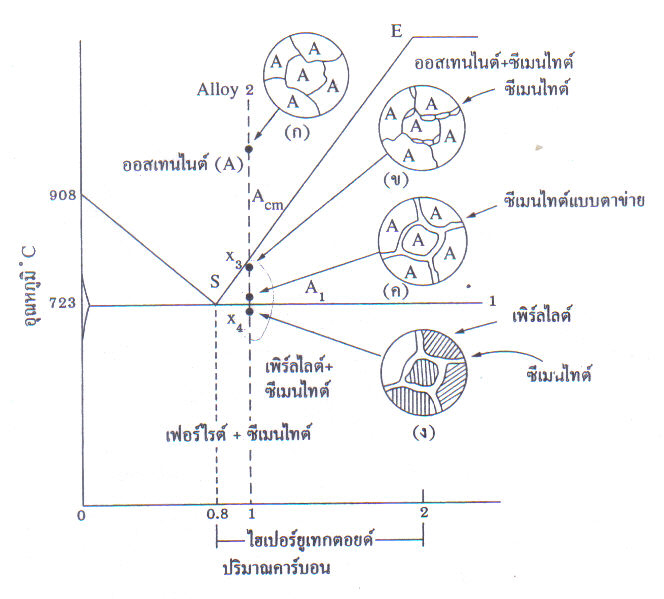 E
ออสเทนไนต์+ซีเมนไทต์
ซีเมนไทต์
Alloy 2
A A A A A
(ก)
A A A A A
(ข)
ออสเทนไนต์ (A)
Acm
908
ซีเมนไทต์แบบตาข่าย
A A A A A
(ค)
อุณหภูมิ °C
X3
S
A1
723
1
X4
เพิร์ลไลต์
เพิร์ลไลต์+
ซีเมนไทต์
ซีเมนไทต์
(ง)
เฟอร์ไรต์ + ซีเมนไทต์
0 0.8 1 2
ไฮเปอร์ยูเทกตอยด์
ปริมาณคาร์บอน